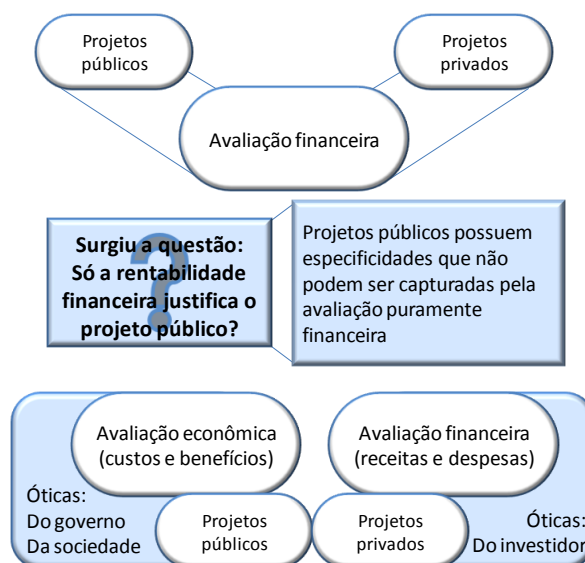 Projetos
públicos
Projetos
privados
Avaliação financeira
Surgiu a questão:
Só a rentabilidade
financeira justifica o
projeto público?
?
Projetos públicos possuem
especificidades que não
podem ser capturadas pela
avaliação puramente
financeira
Avaliação econômica
(custos e benefícios)
Avaliação financeira
(receitas e despesas)
Óticas:
Do governo
Da sociedade
Projetos
públicos
Projetos
privados
Óticas:
Do investidor